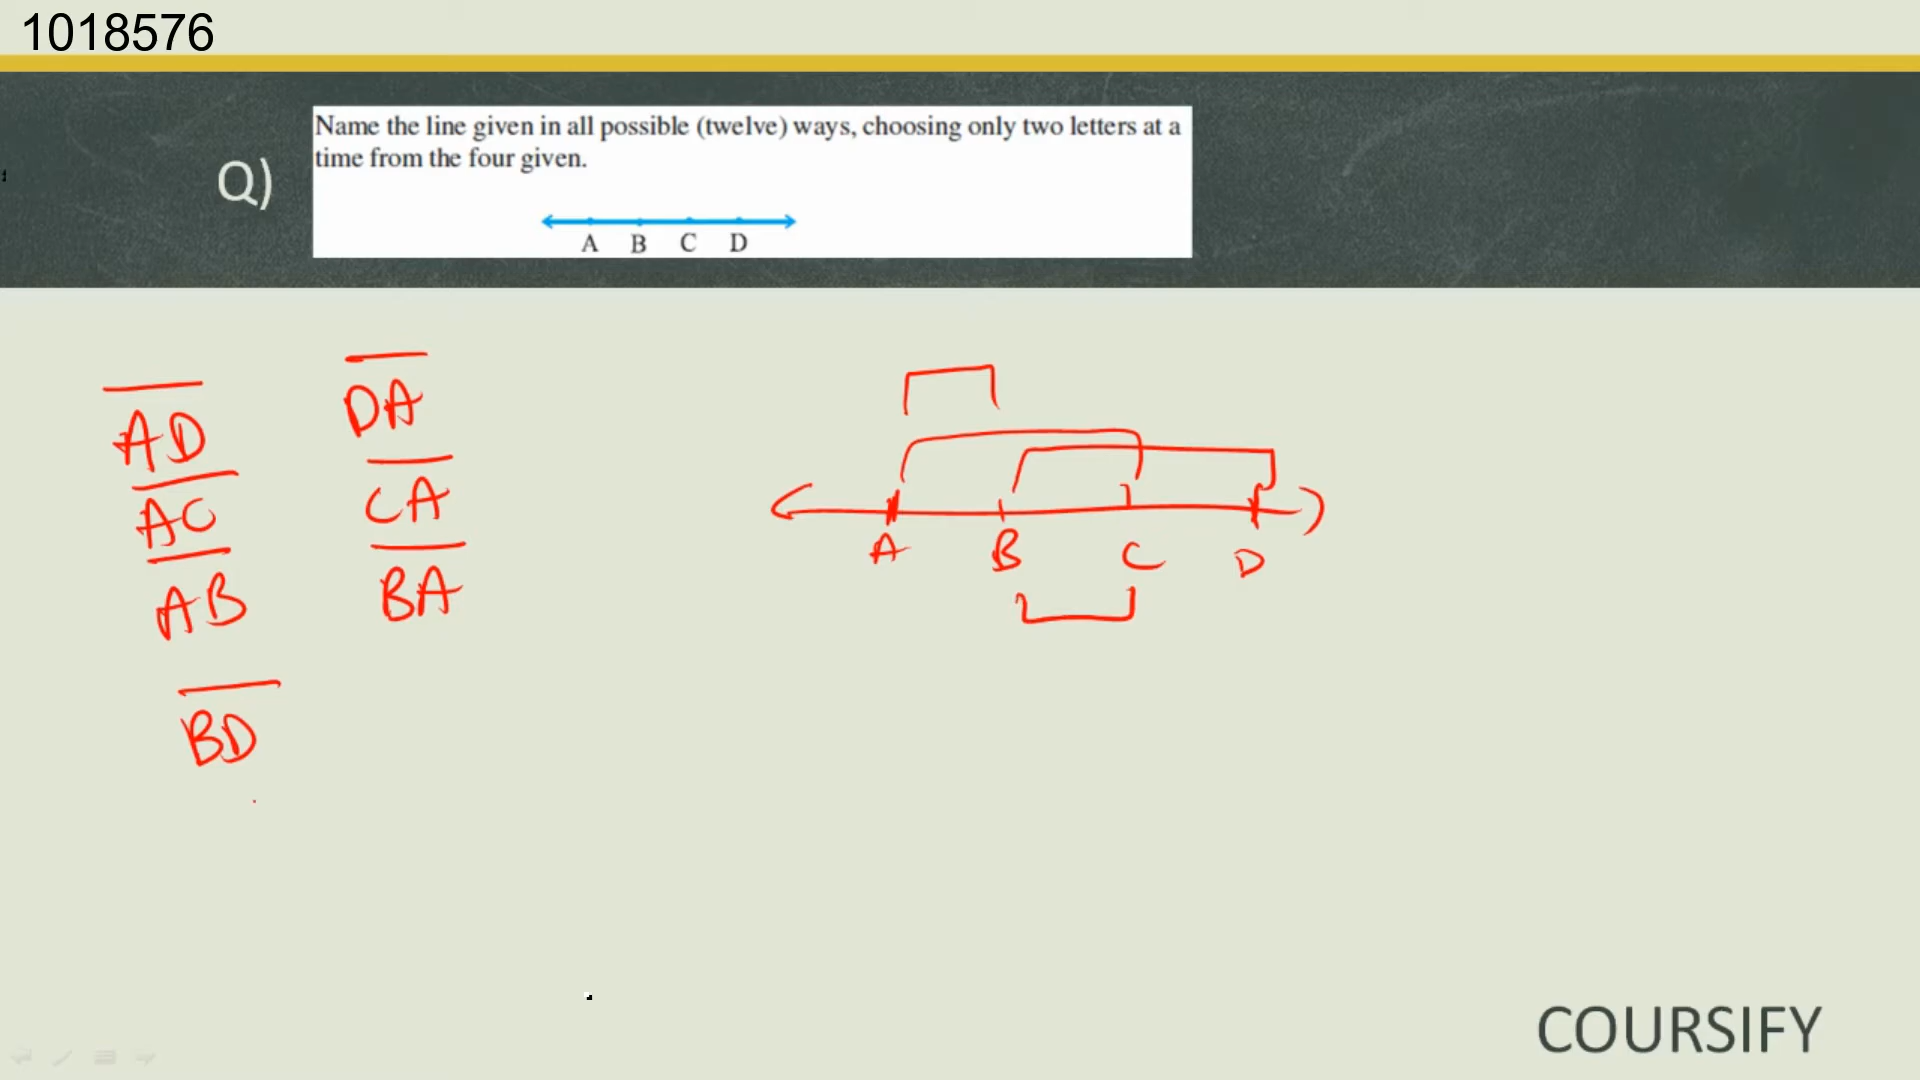 1018576
Q)
Name the line given in all possible (twelve) ways, choosing only two letters at a
time from the four given.
A B C D
AD DA
AC CA
AB BA
BD
A B C D
COURSIFY